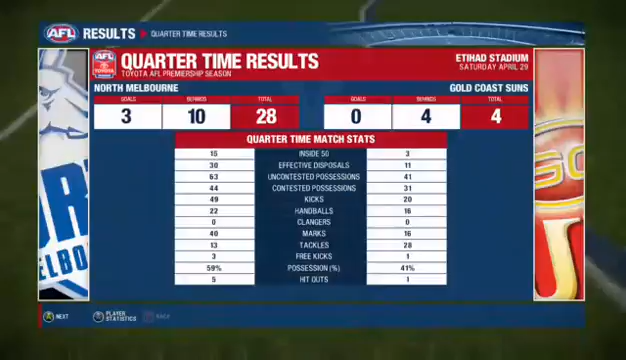 AFL RESULTS ▸ QUARTER TIME RESULTS
AFL QUARTER TIME RESULTS
TOYOTA AFL PREMIERSHIP SEASON
ETIHAD STADIUM
SATURDAY APRIL 29
NORTH MELBOURNE GOLD COAST SUNS
GOALS BEHINDS TOTAL GOALS BEHINDS TOTAL
3 10 28 0 4 4
QUARTER TIME MATCH STATS
15 INSIDE 50 3
30 EFFECTIVE DISPOSALS 11
63 UNCONTESTED POSSESSIONS 41
44 CONTESTED POSSESSIONS 31
49 KICKS 20
22 HANDBALLS 16
0 CLANGERS 0
40 MARKS 16
13 TACKLES 28
3 FREE KICKS 1
59% POSSESSION (%) 41%
5 HIT OUTS 1
NEXT PLAYER STATISTICS BACK